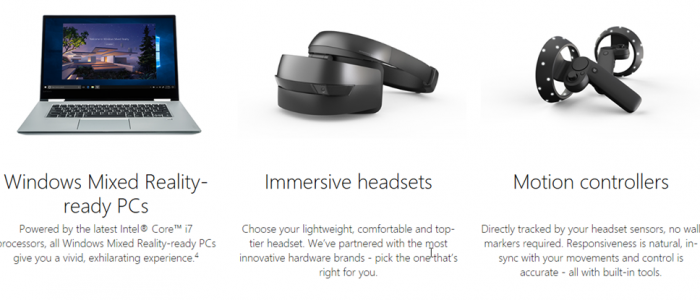 Windows Mixed Reality-
ready PCs
Powered by the latest Intel® Core™ i7
processors, all Windows Mixed Reality-ready PCs
give you a vivid, exhilarating experience.⁴
Immersive headsets
Choose your lightweight, comfortable and top-
tier headset. We've partnered with the most
innovative hardware brands - pick the one that's
right for you.
Motion controllers
Directly tracked by your headset sensors, no wall
markers required. Responsiveness is natural, in-
sync with your movements and control is
accurate - all with built-in tools.